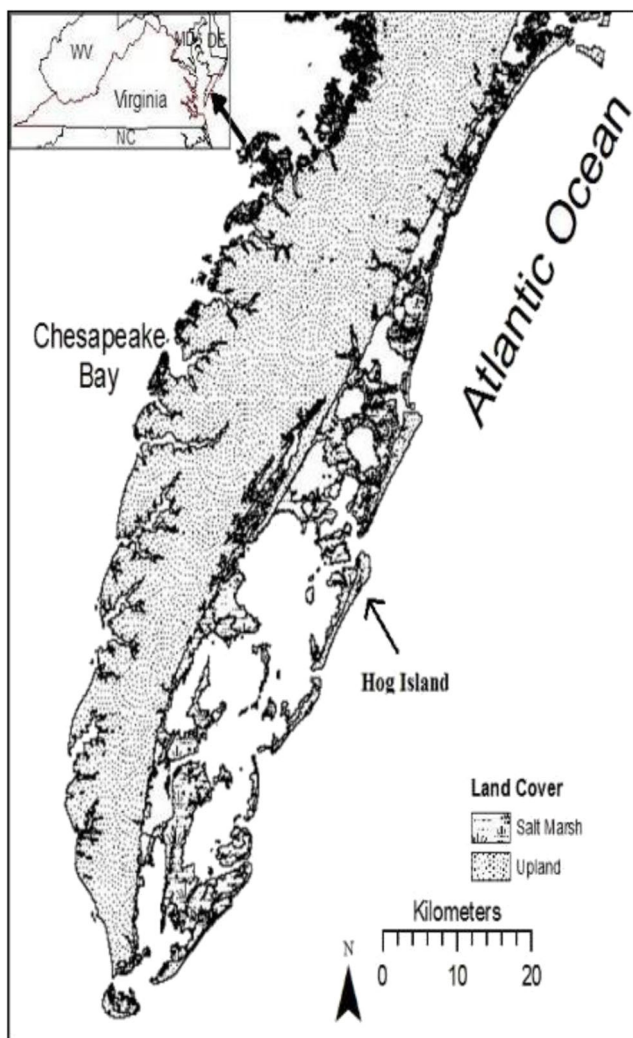 WV
MD
DE
Virginia
NC
Atlantic Ocean
Chesapeake
Bay
Hog Island
Land Cover
Salt Marsh
Upland
Kilometers
N
0 10 20